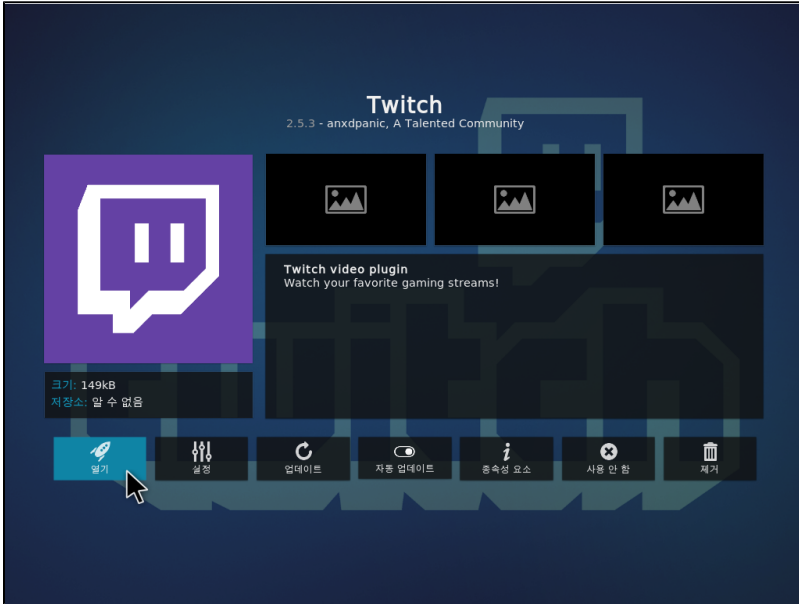 Twitch
2.5.3 - anxdpanic, A Talented Community
Twitch video plugin
Watch your favorite gaming streams!
크기: 149kB
저장소: 알 수 없음
열기
설정
업데이트
자동 업데이트
종속성 요소
사용 안 함
제거